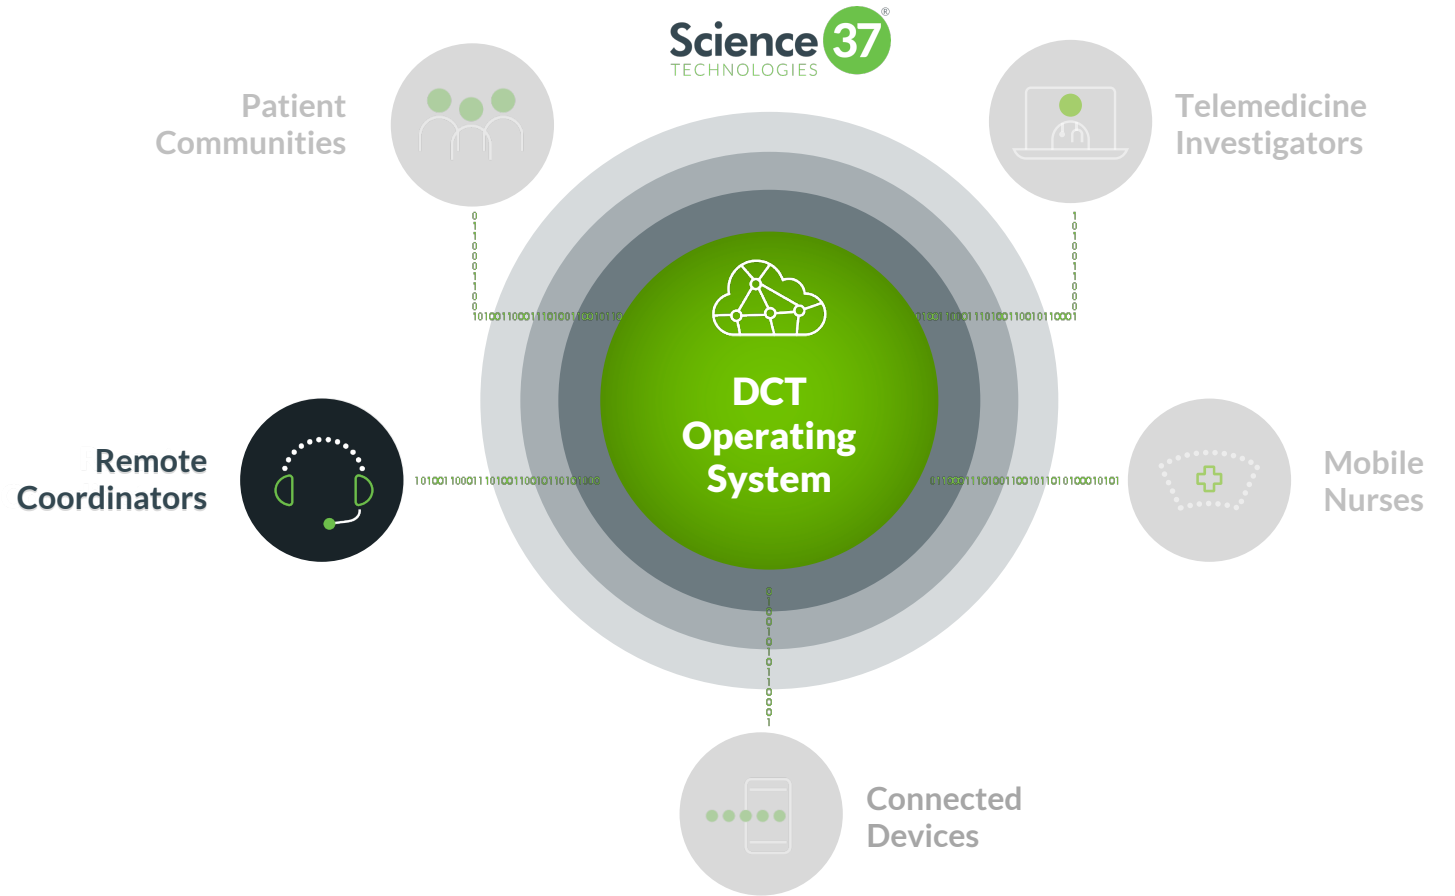 Science 37®
TECHNOLOGIES
Patient
Communities
Telemedicine
Investigators
DCT
Operating
System
Remote
Coordinators
Mobile
Nurses
Connected
Devices